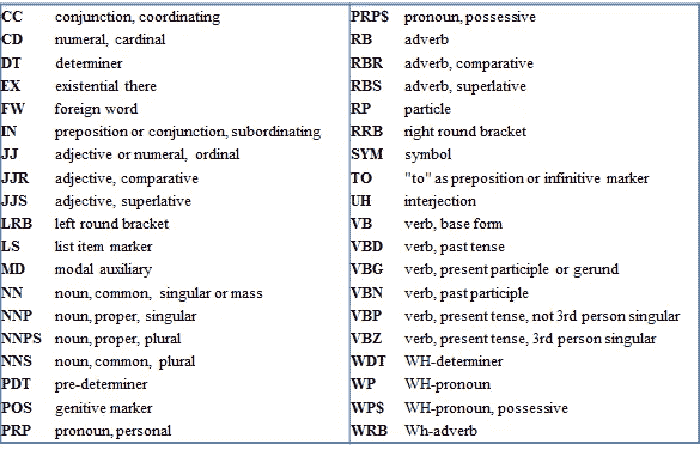 CC conjunction, coordinating
CD numeral, cardinal
DT determiner
EX existential there
FW foreign word
IN preposition or conjunction, subordinating
JJ adjective or numeral, ordinal
JJR adjective, comparative
JJS adjective, superlative
LRB left round bracket
LS list item marker
MD modal auxiliary
NN noun, common, singular or mass
NNP noun, proper, singular
NNPS noun, proper, plural
NNS noun, common, plural
PDT pre-determiner
POS genitive marker
PRP pronoun, personal
PRP$ pronoun, possessive
RB adverb
RBR adverb, comparative
RBS adverb, superlative
RP particle
RRB right round bracket
SYM symbol
TO "to" as preposition or infinitive marker
UH interjection
VB verb, base form
VBD verb, past tense
VBG verb, present participle or gerund
VBN verb, past participle
VBP verb, present tense, not 3rd person singular
VBZ verb, present tense, 3rd person singular
WDT WH-determiner
WP WH-pronoun
WP$ WH-pronoun, possessive
WRB Wh-adverb